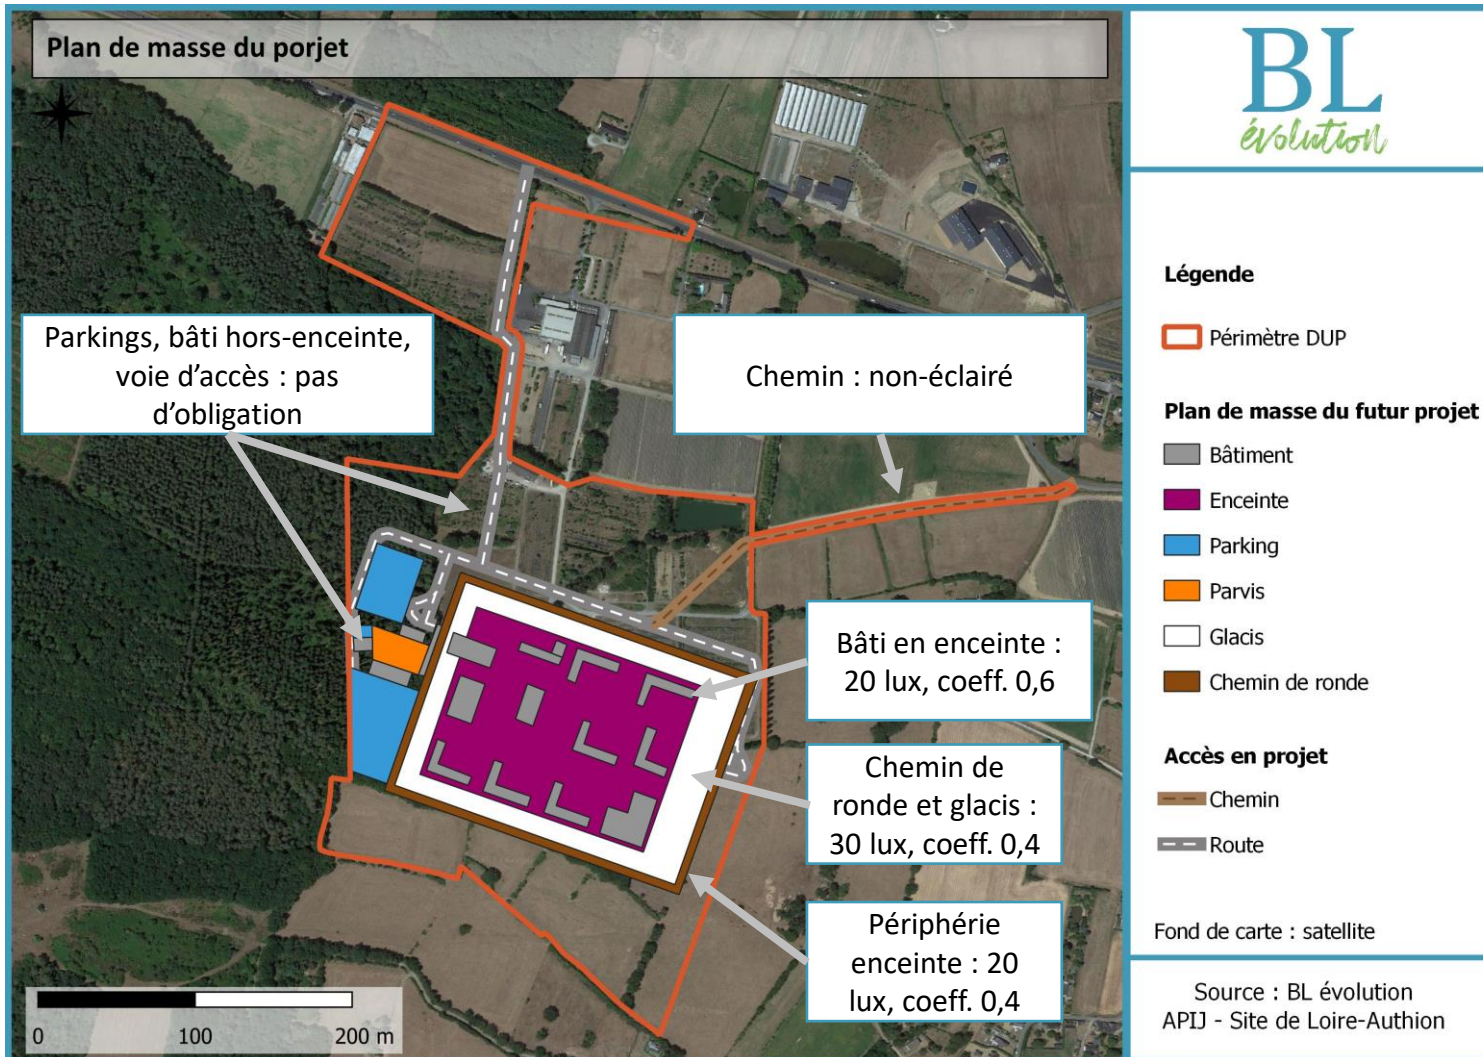 Plan de masse du porjet
BL
évolution
Parkings, bâti hors-enceinte,
voie d'accès : pas
d'obligation
Chemin : non-éclairé
Bâti en enceinte :
20 lux, coeff. 0,6
Chemin de
ronde et glacis :
30 lux, coeff. 0,4
Périphérie
enceinte : 20
lux, coeff. 0,4
0 100 200 m
Légende
Périmètre DUP
Plan de masse du futur projet
Bâtiment
Enceinte
Parking
Parvis
Glacis
Chemin de ronde
Accès en projet
Chemin
Route
Fond de carte : satellite
Source : BL évolution
APIJ - Site de Loire-Authion